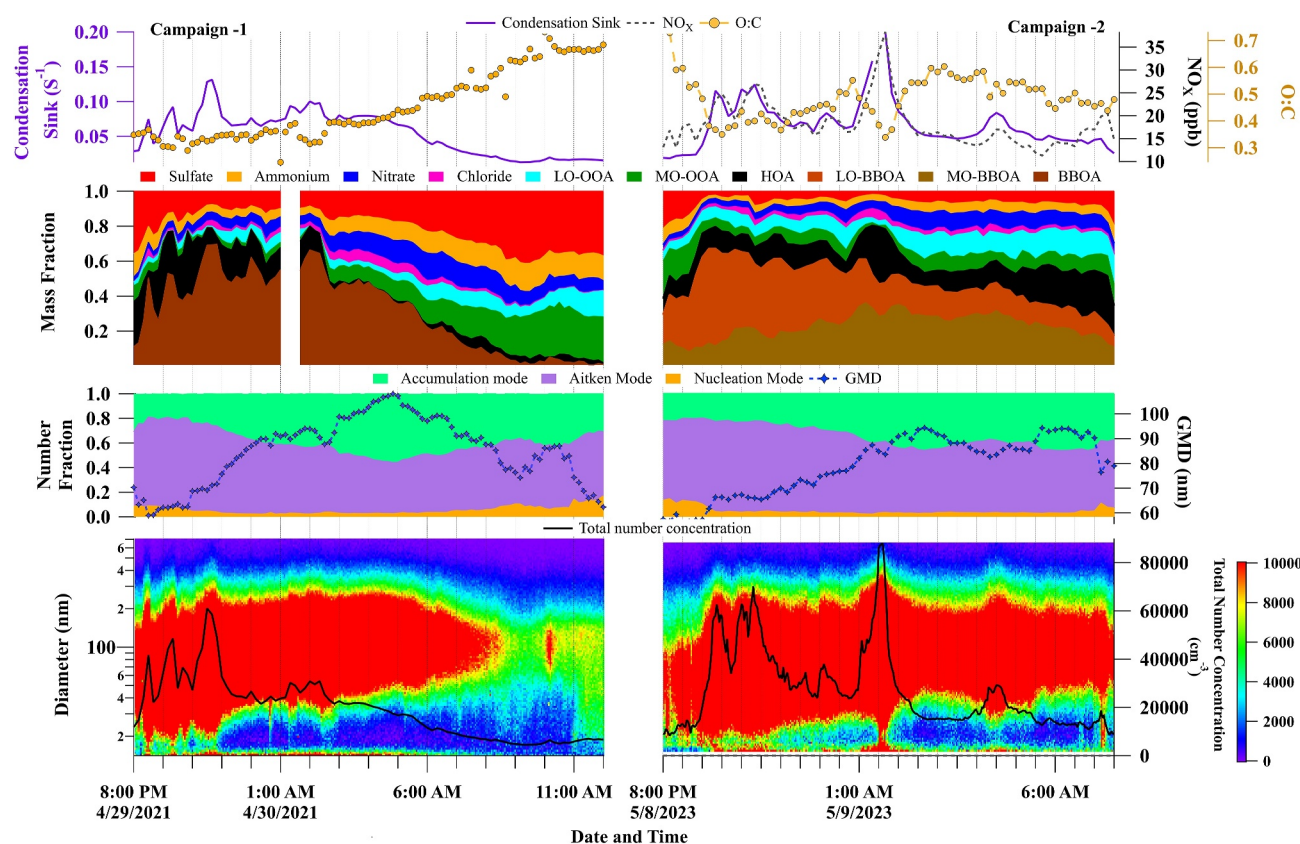 Condensation Sink NOX O:C
Campaign -1
Campaign -2
0.20
0.15
0.10
0.05
Condensation
Sink (S-1)
35
30
25
20
15
10
NOX (ppb)
0.7
0.6
0.5
0.4
0.3
O:C
Sulfate Ammonium Nitrate Chloride LO-OOA MO-OOA HOA LO-BBOA MO-BBOA BBOA
1.0
0.8
0.6
0.4
0.2
Mass Fraction
Accumulation mode Aitken Mode Nucleation Mode GMD
1.0
0.8
0.6
0.4
0.2
0.0
Number
Fraction
100
90
80
70
60
GMD (nm)
Total number concentration
6
4
2
100
6
4
2
Diameter (nm)
80000
60000
40000
20000
0
Total Number Concentration
(cm-3)
10000
8000
6000
4000
2000
0
8:00 PM 1:00 AM 6:00 AM 11:00 AM
4/29/2021 4/30/2021
8:00 PM 1:00 AM 6:00 AM
5/8/2023 5/9/2023
Date and Time